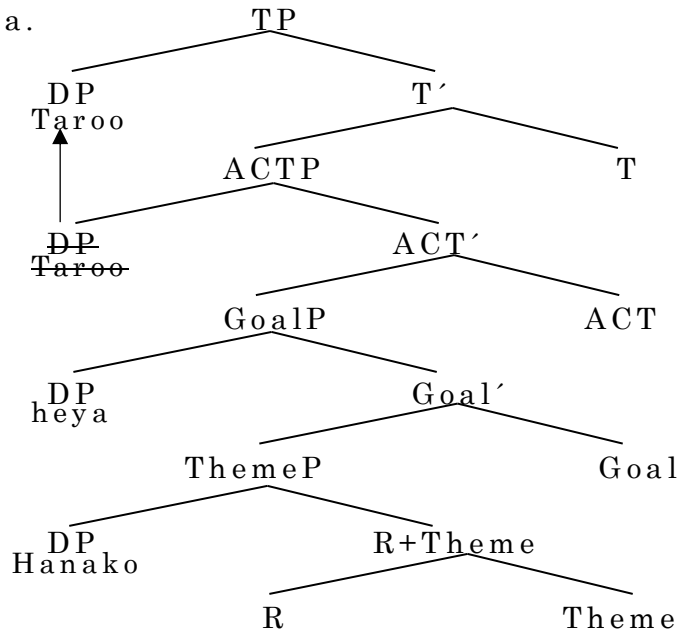 a. TP
DP T´
Taroo
ACTP T
DP ACT´
Taroo
GoalP ACT
DP Goal´
heya
ThemeP Goal
DP R+Theme
Hanako
R Theme